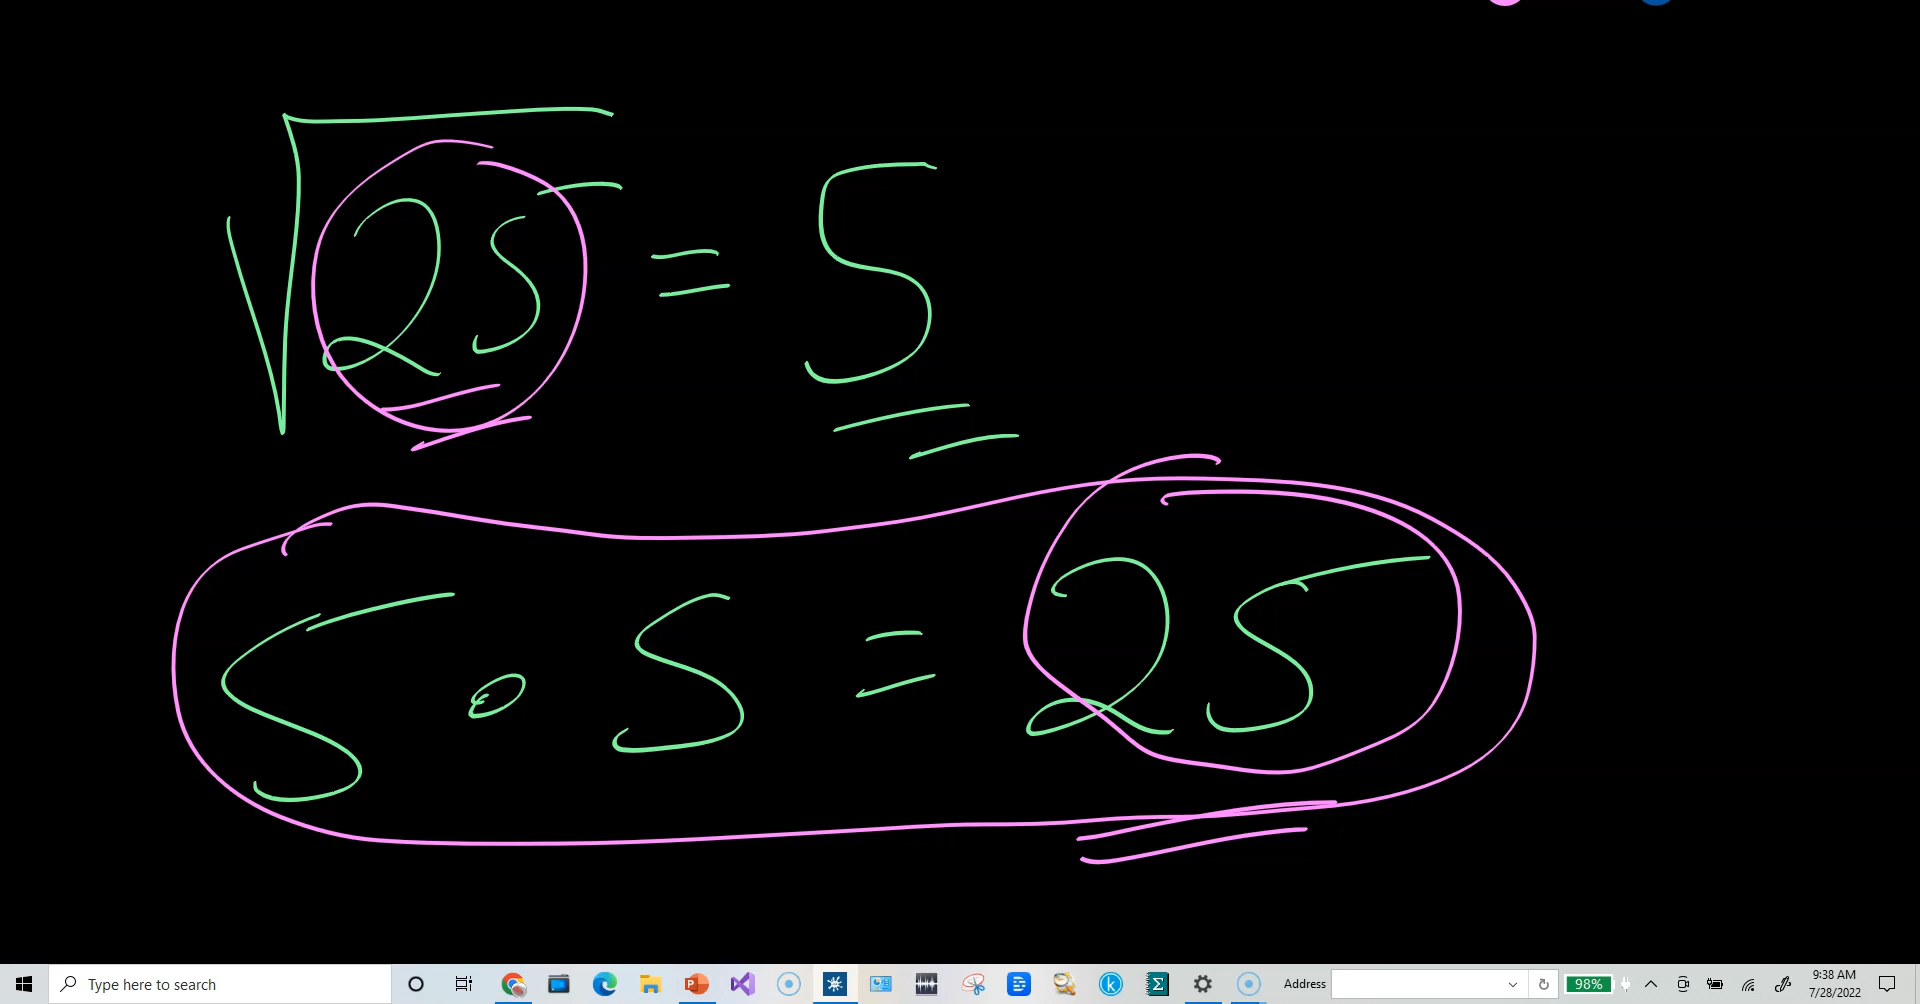 √25 = 5
5 · 5 = 25
Type here to search
Address
98%
9:38 AM
7/28/2022